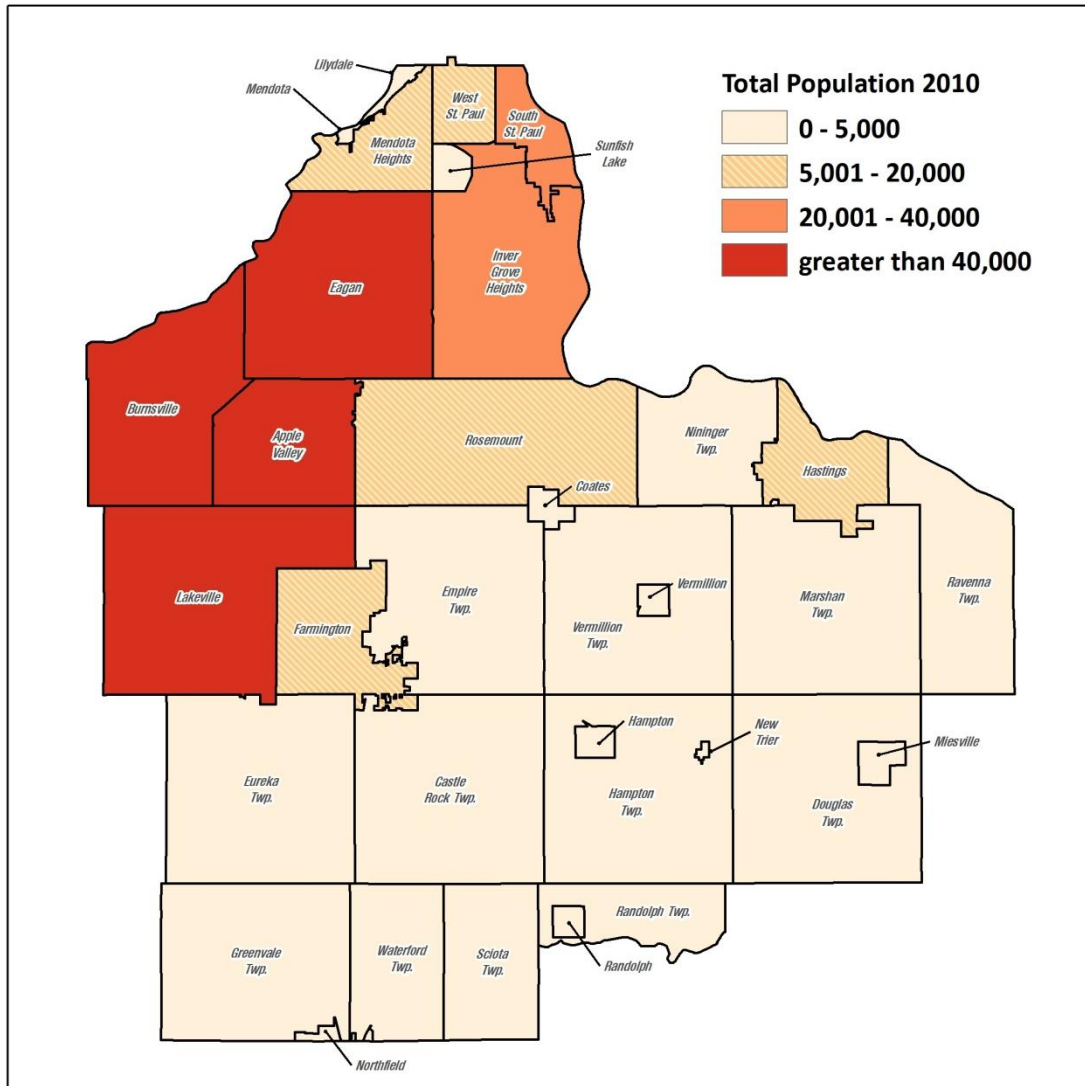 Total Population 2010
0 - 5,000
5,001 - 20,000
20,001 - 40,000
greater than 40,000
Lilydale
Mendota
West
St. Paul
South
St. Paul
Mendota
Heights
Sunfish
Lake
Inver
Grove
Heights
Eagan
Burnsville
Apple
Valley
Rosemount
Nininger
Twp.
Hastings
Coates
Lakeville
Farmington
Empire
Twp.
Vermillion
Vermillion
Twp.
Marshan
Twp.
Ravenna
Twp.
Hampton
New
Trier
Miesville
Eureka
Twp.
Castle
Rock Twp.
Hampton
Twp.
Douglas
Twp.
Randolph Twp.
Greenvale
Twp.
Waterford
Twp.
Sciota
Twp.
Randolph
Northfield